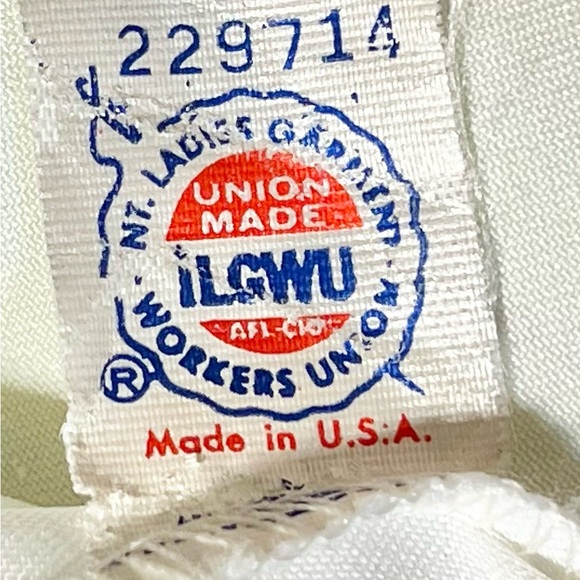 229714
INT. LADIES GARMENT
UNION
MADE
ILGWU
AFL-CIO
WORKERS UNION
®
Made in U.S.A.